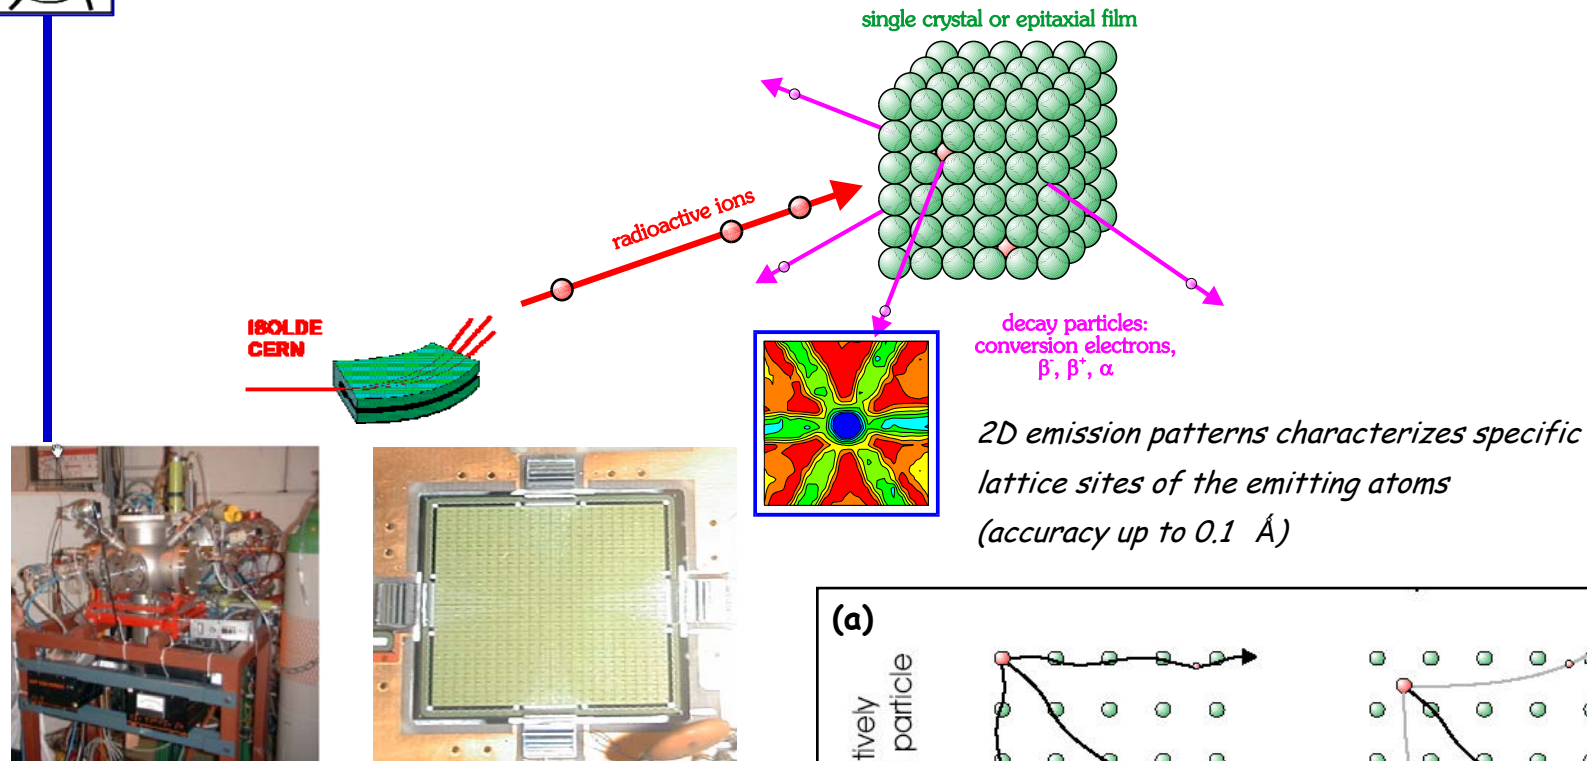 single crystal or epitaxial film
radioactive ions
ISOLDE
CERN
decay particles:
conversion electrons,
β⁻, β⁺, α
2D emission patterns characterizes specific
lattice sites of the emitting atoms
(accuracy up to 0.1 Å)
(a)
particle